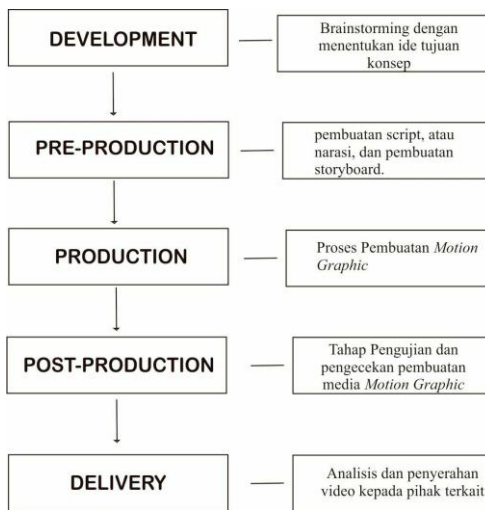 DEVELOPMENT
Brainstorming dengan
menentukan ide tujuan
konsep
PRE-PRODUCTION
pembuatan script, atau
narasi, dan pembuatan
storyboard.
PRODUCTION
Proses Pembuatan Motion
Graphic
POST-PRODUCTION
Tahap Pengujian dan
pengecekan pembuatan
media Motion Graphic
DELIVERY
Analisis dan penyerahan
video kepada pihak terkait